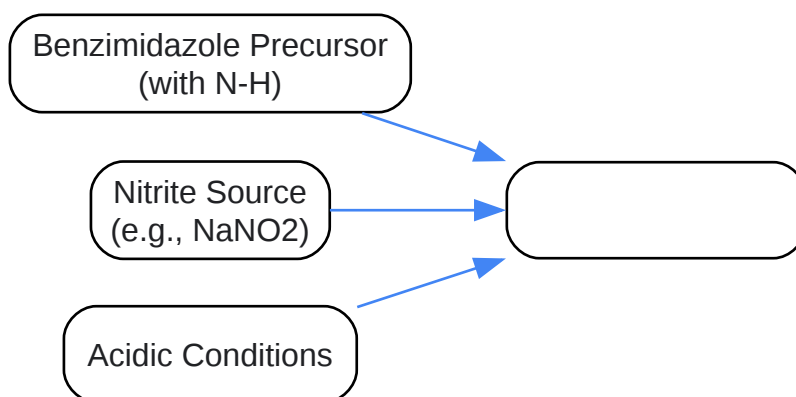 Benzimidazole Precursor
(with N-H)
Nitrite Source
(e.g., NaNO2)
Acidic Conditions